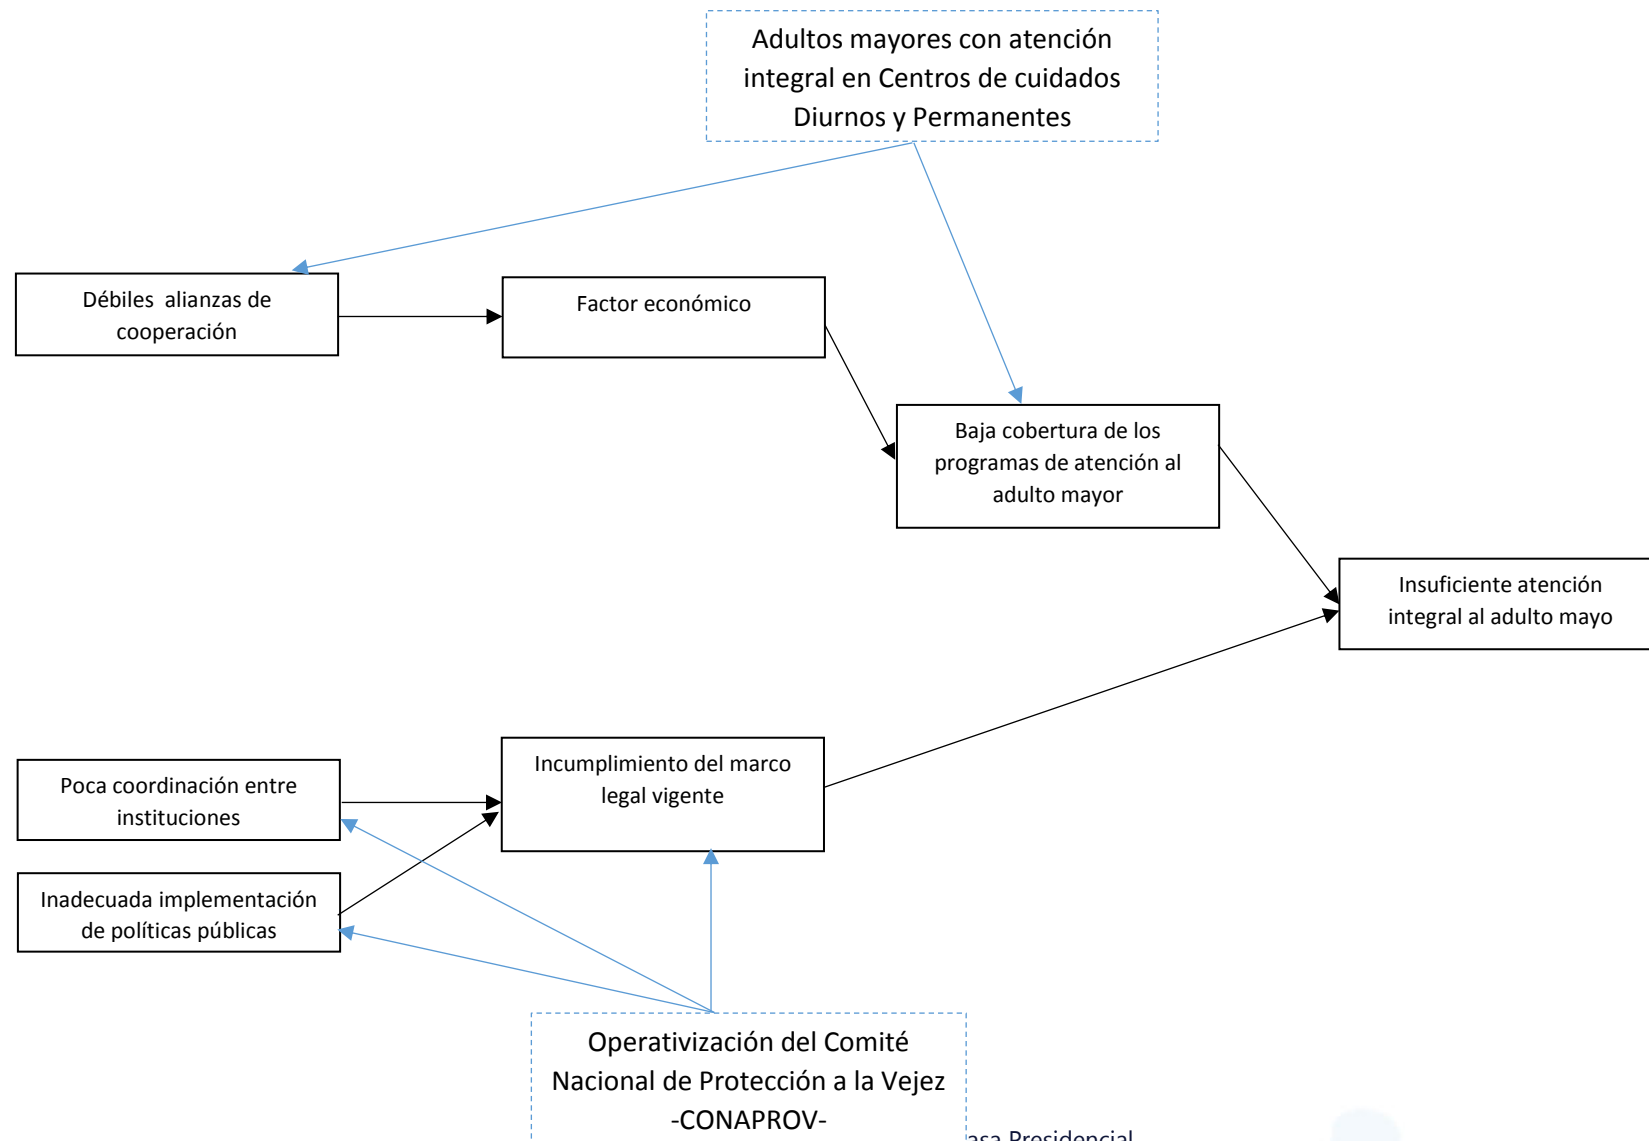 Adultos mayores con atención
integral en Centros de cuidados
Diurnos y Permanentes
Débiles alianzas de
cooperación
Factor económico
Baja cobertura de los
programas de atención al
adulto mayor
Insuficiente atención
integral al adulto mayo
Poca coordinación entre
instituciones
Incumplimiento del marco
legal vigente
Inadecuada implementación
de políticas públicas
Operativización del Comité
Nacional de Protección a la Vejez
-CONAPROV-
asa Presidencial